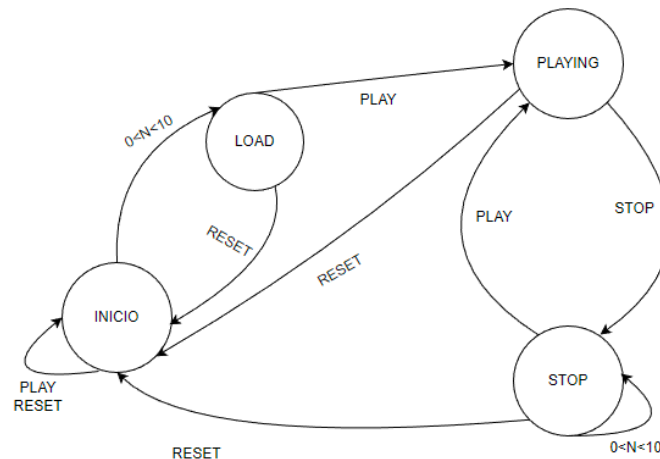 PLAYING
PLAY
0<N<10
LOAD
RESET
PLAY
STOP
RESET
INICIO
PLAY
RESET
STOP
RESET
0<N<10